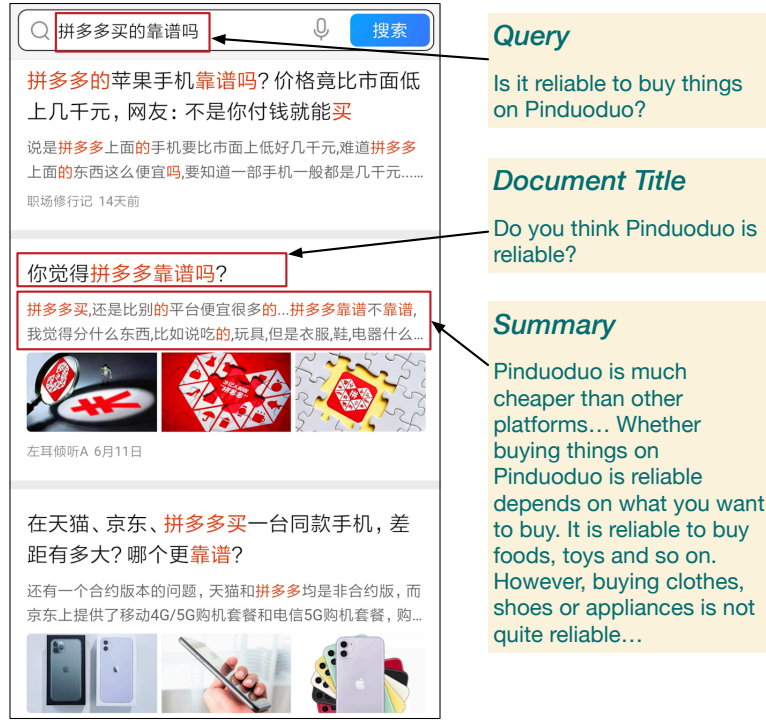 拼多多买的靠谱吗
搜索
拼多多的苹果手机靠谱吗?价格竟比市面低
上几千元,网友:不是你付钱就能买
说是拼多多上面的手机要比市面上低好几千元,难道拼多多
上面的东西这么便宜吗,要知道一部手机一般都是几千元......
职场修行记 14天前
你觉得拼多多靠谱吗?
拼多多买,还是比别的平台便宜很多的...拼多多靠谱不靠谱,
我觉得分什么东西,比如说吃的,玩具,但是衣服,鞋,电器什么...
左耳倾听A 6月11日
在天猫、京东、拼多多买一台同款手机,差
距有多大?哪个更靠谱?
还有一个合约版本的问题,天猫和拼多多均是非合约版,而
京东上提供了移动4G/5G购机套餐和电信5G购机套餐,购...
Query
Is it reliable to buy things
on Pinduoduo?
Document Title
Do you think Pinduoduo is
reliable?
Summary
Pinduoduo is much
cheaper than other
platforms... Whether
buying things on
Pinduoduo is reliable
depends on what you want
to buy. It is reliable to buy
foods, toys and so on.
However, buying clothes,
shoes or appliances is not
quite reliable...